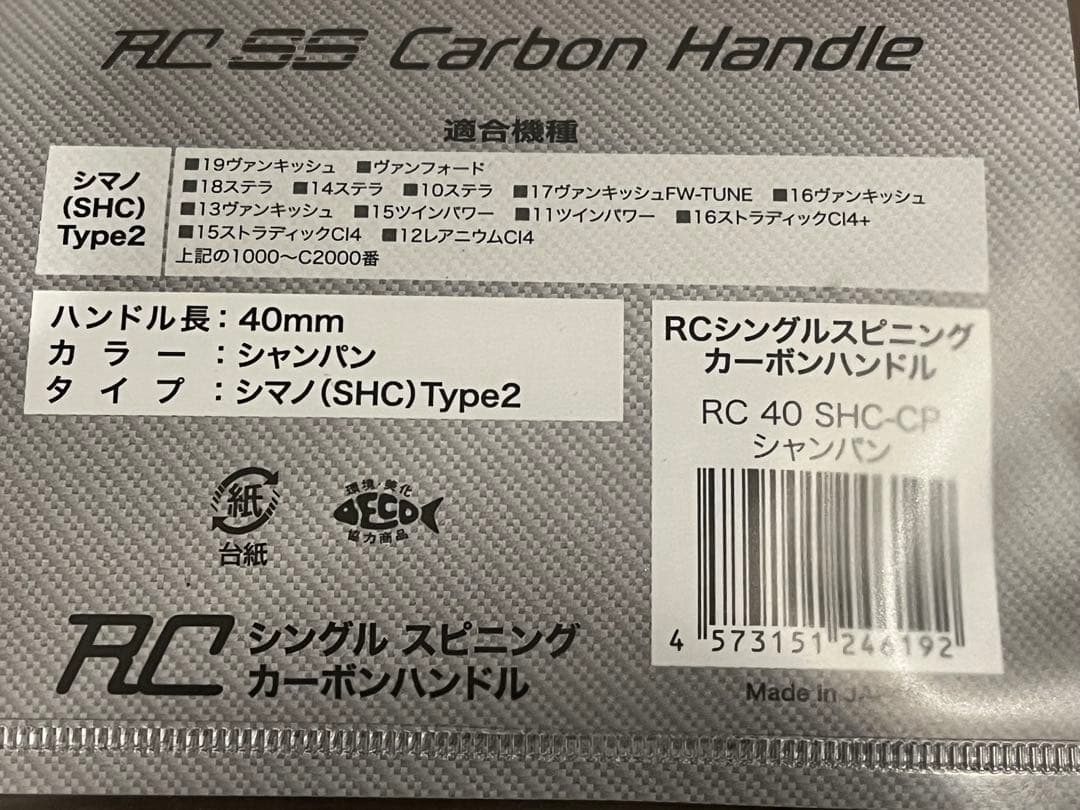 RC SS Carbon Handle
適合機種
シマノ
(SHC)
Type2
■19ヴァンキッシュ ■ヴァンフォード
■18ステラ ■14ステラ ■10ステラ ■17ヴァンキッシュFW-TUNE ■16ヴァンキッシュ
■13ヴァンキッシュ ■15ツインパワー ■11ツインパワー ■16ストラディックCI4+
■15ストラディックCI4 ■12レアニウムCI4
上記の1000〜C2000番
ハンドル長：40mm
カラー：シャンパン
タイプ：シマノ(SHC)Type2
RCシングルスピニング
カーボンハンドル
RC 40 SHC-CP
シャンパン
4 573151 246192
Made in
紙
台紙
環境・美化
ECO
協力商品
RC シングル スピニング
カーボンハンドル